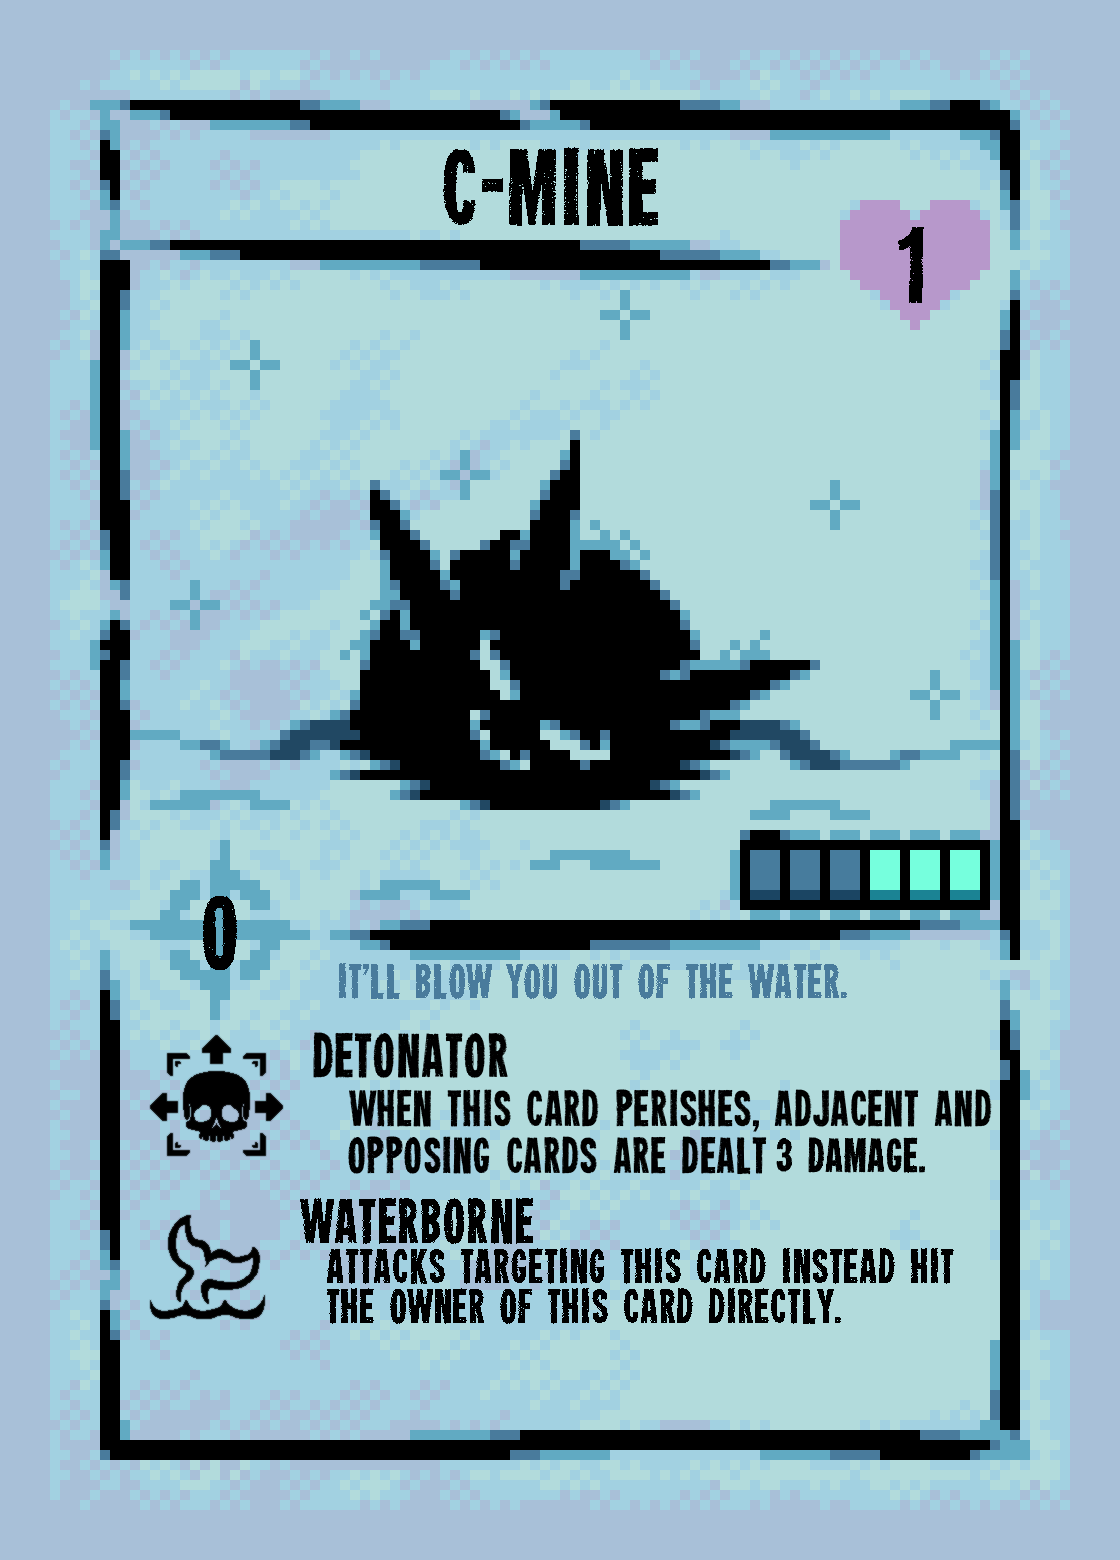 C-MINE
1
0
IT'LL BLOW YOU OUT OF THE WATER.
DETONATOR
WHEN THIS CARD PERISHES, ADJACENT AND
OPPOSING CARDS ARE DEALT 3 DAMAGE.
WATERBORNE
ATTACKS TARGETING THIS CARD INSTEAD HIT
THE OWNER OF THIS CARD DIRECTLY.